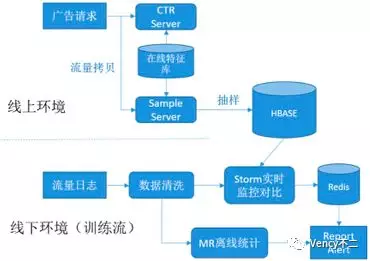 广告请求
CTR
Server
流量拷贝
在线特征
库
线上环境
Sample
Server
抽样
HBASE
流量日志
数据清洗
Storm实时
监控对比
Redis
线下环境（训练流）
MR离线统计
Report
Alert
Vency不二